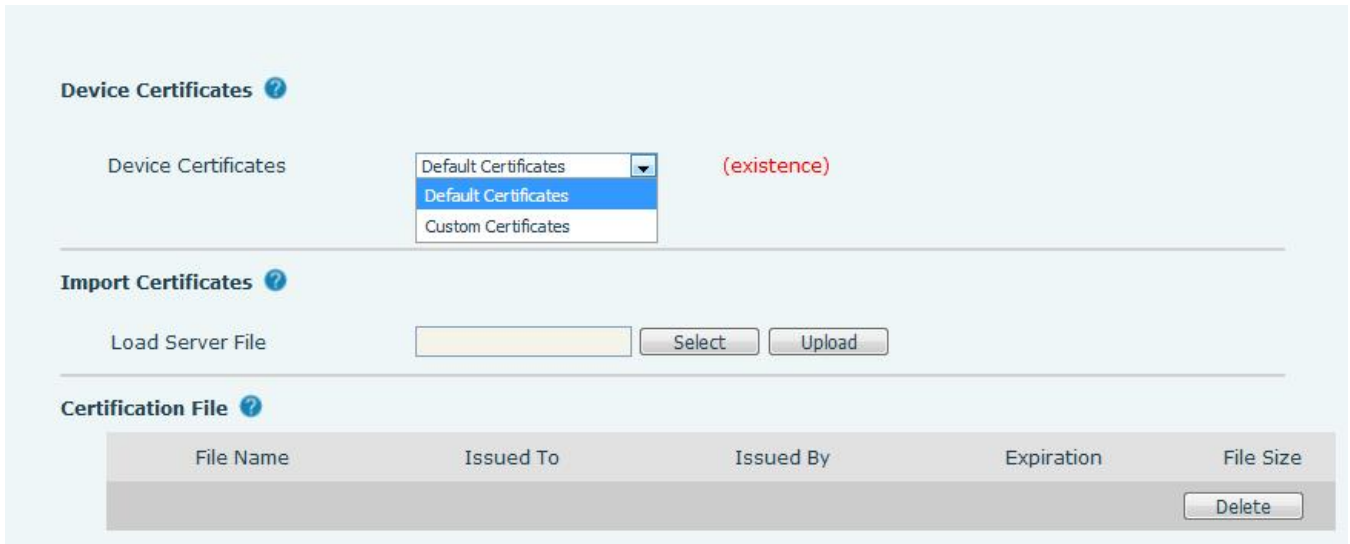 Device Certificates ?
Device Certificates Default Certificates (existence)
Default Certificates
Custom Certificates
Import Certificates ?
Load Server File Select Upload
Certification File ?
File Name Issued To Issued By Expiration File Size
Delete